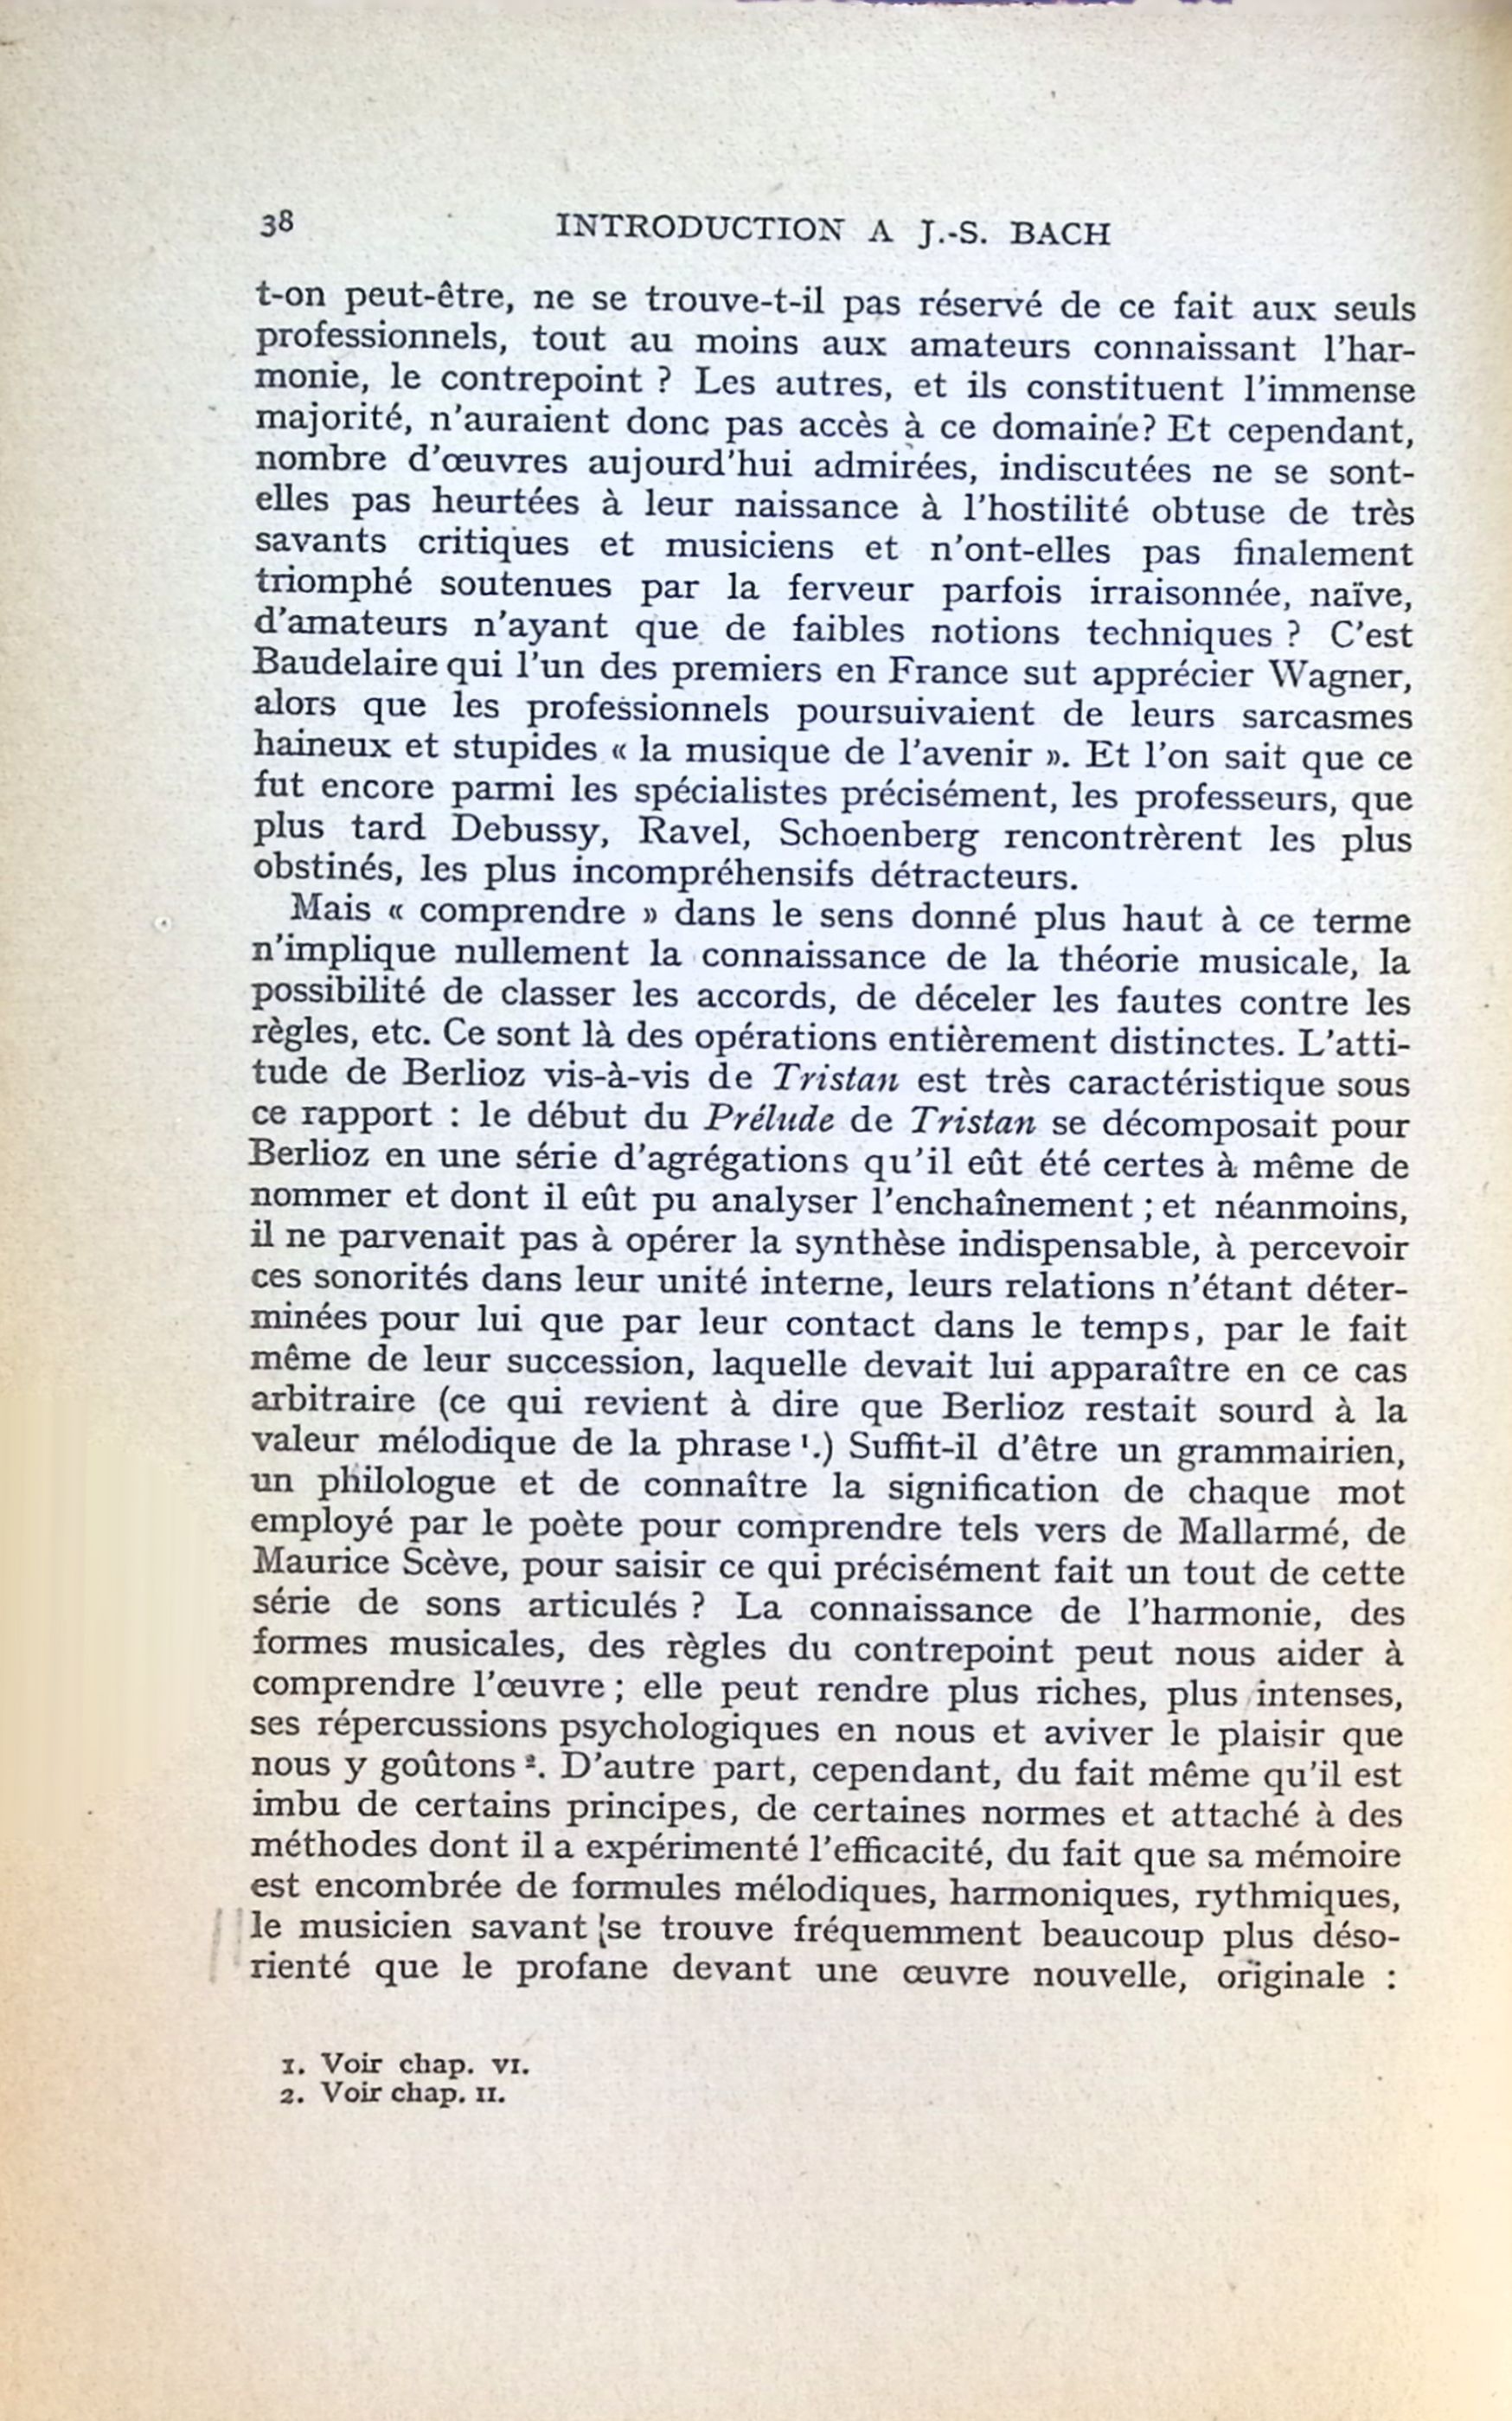 38 INTRODUCTION A J.-S. BACH
t-on peut-être, ne se trouve-t-il pas réservé de ce fait aux seuls
professionnels, tout au moins aux amateurs connaissant l'har-
monie, le contrepoint ? Les autres, et ils constituent l'immense
majorité, n'auraient donc pas accès à ce domaine? Et cependant,
nombre d'œuvres aujourd'hui admirées, indiscutées ne se sont-
elles pas heurtées à leur naissance à l'hostilité obtuse de très
savants critiques et musiciens et n'ont-elles pas finalement
triomphé soutenues par la ferveur parfois irraisonnée, naïve,
d'amateurs n'ayant que de faibles notions techniques ? C'est
Baudelaire qui l'un des premiers en France sut apprécier Wagner,
alors que les professionnels poursuivaient de leurs sarcasmes
haineux et stupides « la musique de l'avenir ». Et l'on sait que ce
fut encore parmi les spécialistes précisément, les professeurs, que
plus tard Debussy, Ravel, Schoenberg rencontrèrent les plus
obstinés, les plus incompréhensifs détracteurs.
Mais « comprendre » dans le sens donné plus haut à ce terme
n'implique nullement la connaissance de la théorie musicale, la
possibilité de classer les accords, de déceler les fautes contre les
règles, etc. Ce sont là des opérations entièrement distinctes. L'atti-
tude de Berlioz vis-à-vis de Tristan est très caractéristique sous
ce rapport : le début du Prélude de Tristan se décomposait pour
Berlioz en une série d'agrégations qu'il eût été certes à même de
nommer et dont il eût pu analyser l'enchaînement ; et néanmoins,
il ne parvenait pas à opérer la synthèse indispensable, à percevoir
ces sonorités dans leur unité interne, leurs relations n'étant déter-
minées pour lui que par leur contact dans le temps, par le fait
même de leur succession, laquelle devait lui apparaître en ce cas
arbitraire (ce qui revient à dire que Berlioz restait sourd à la
valeur mélodique de la phrase ¹.) Suffit-il d'être un grammairien,
un philologue et de connaître la signification de chaque mot
employé par le poète pour comprendre tels vers de Mallarmé, de
Maurice Scève, pour saisir ce qui précisément fait un tout de cette
série de sons articulés ? La connaissance de l'harmonie, des
formes musicales, des règles du contrepoint peut nous aider à
comprendre l'œuvre ; elle peut rendre plus riches, plus intenses,
ses répercussions psychologiques en nous et aviver le plaisir que
nous y goûtons ². D'autre part, cependant, du fait même qu'il est
imbu de certains principes, de certaines normes et attaché à des
méthodes dont il a expérimenté l'efficacité, du fait que sa mémoire
est encombrée de formules mélodiques, harmoniques, rythmiques,
le musicien savant se trouve fréquemment beaucoup plus déso-
rienté que le profane devant une œuvre nouvelle, originale :
1. Voir chap. VI.
2. Voir chap. II.